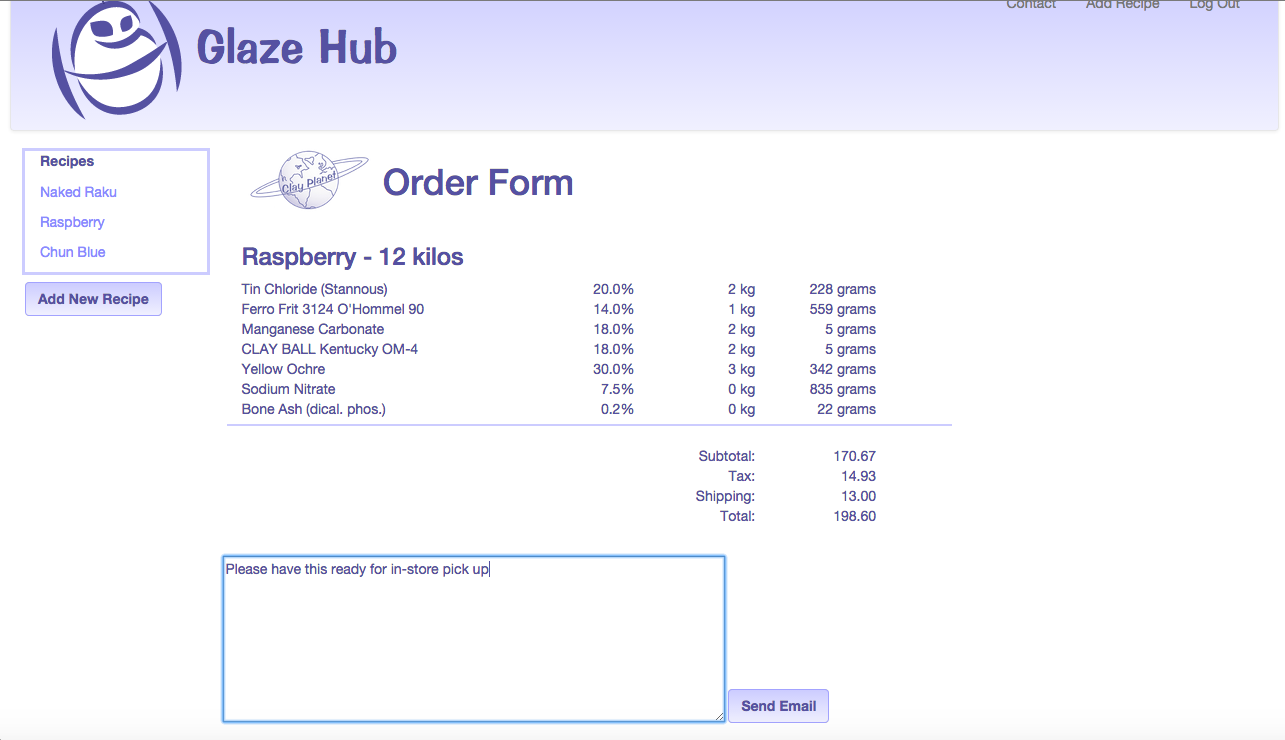 Contact Add Recipe Log Out
Glaze Hub
Recipes
Naked Raku
Raspberry
Chun Blue
Add New Recipe
Clay Planet
Order Form
Raspberry - 12 kilos
Tin Chloride (Stannous) 20.0% 2 kg 228 grams
Ferro Frit 3124 O'Hommel 90 14.0% 1 kg 559 grams
Manganese Carbonate 18.0% 2 kg 5 grams
CLAY BALL Kentucky OM-4 18.0% 2 kg 5 grams
Yellow Ochre 30.0% 3 kg 342 grams
Sodium Nitrate 7.5% 0 kg 835 grams
Bone Ash (dical. phos.) 0.2% 0 kg 22 grams
Subtotal: 170.67
Tax: 14.93
Shipping: 13.00
Total: 198.60
Please have this ready for in-store pick up
Send Email